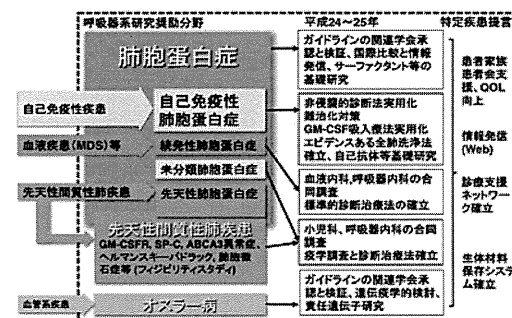 呼吸器系研究奨励分野
平成24～25年
特定疾患提言
肺胞蛋白症
自己免疫性疾患
自己免疫性
肺胞蛋白症
血液疾患(MDS)等
続発性肺胞蛋白症
未分類肺胞蛋白症
先天性間質性肺疾患
先天性肺胞蛋白症
先天性間質性肺疾患
GM-CSFR, SP-C, ABCA3異常症、
ヘルマンスキーパドラック、肺胞微
石症等 (フィジビリティスタディ)
血管系疾患
オスラー病
ガイドラインの関連学会承
認と検証、国際比較と情報
発信、サーファクタント等の
基礎研究
非侵襲的診断法実用化
難治化対策
GM-CSF吸入療法実用化
エビデンスある全肺洗浄法
確立、自己抗体等基礎研究
血液内科、呼吸器内科の合
同調査
標準的診断治療法の確立
小児科、呼吸器内科の合同
調査
疫学調査と診断治療法確立
ガイドラインの関連学会承
認と検証、遺伝疫学的検討、
責任遺伝子研究
患者家族
患者会支
援、QOL
向上
情報発信
(Web)
診療支援
ネットワー
ク確立
生体材料
保存システ
ム確立